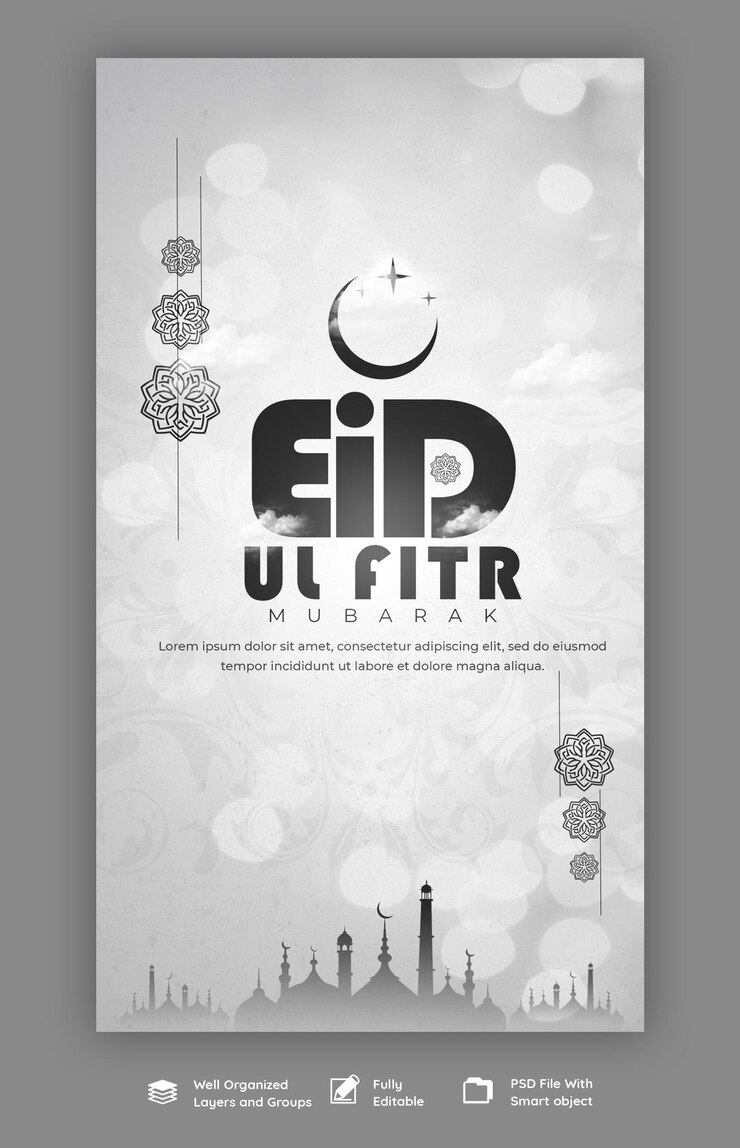 EiD
UL FITR
MUBARAK
Lorem ipsum dolor sit amet, consectetur adipiscing elit, sed do eiusmod
tempor incididunt ut labore et dolore magna aliqua.
Well Organized
Layers and Groups
Fully
Editable
PSD File With
Smart object